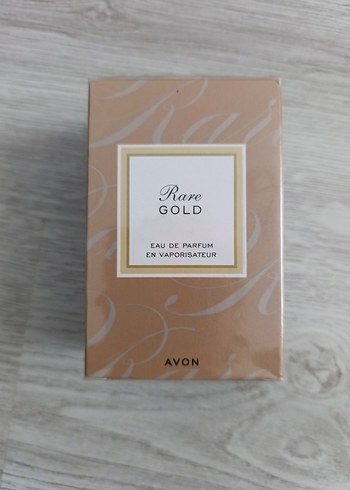 Rare
GOLD
EAU DE PARFUM
EN VAPORISATEUR
AVON